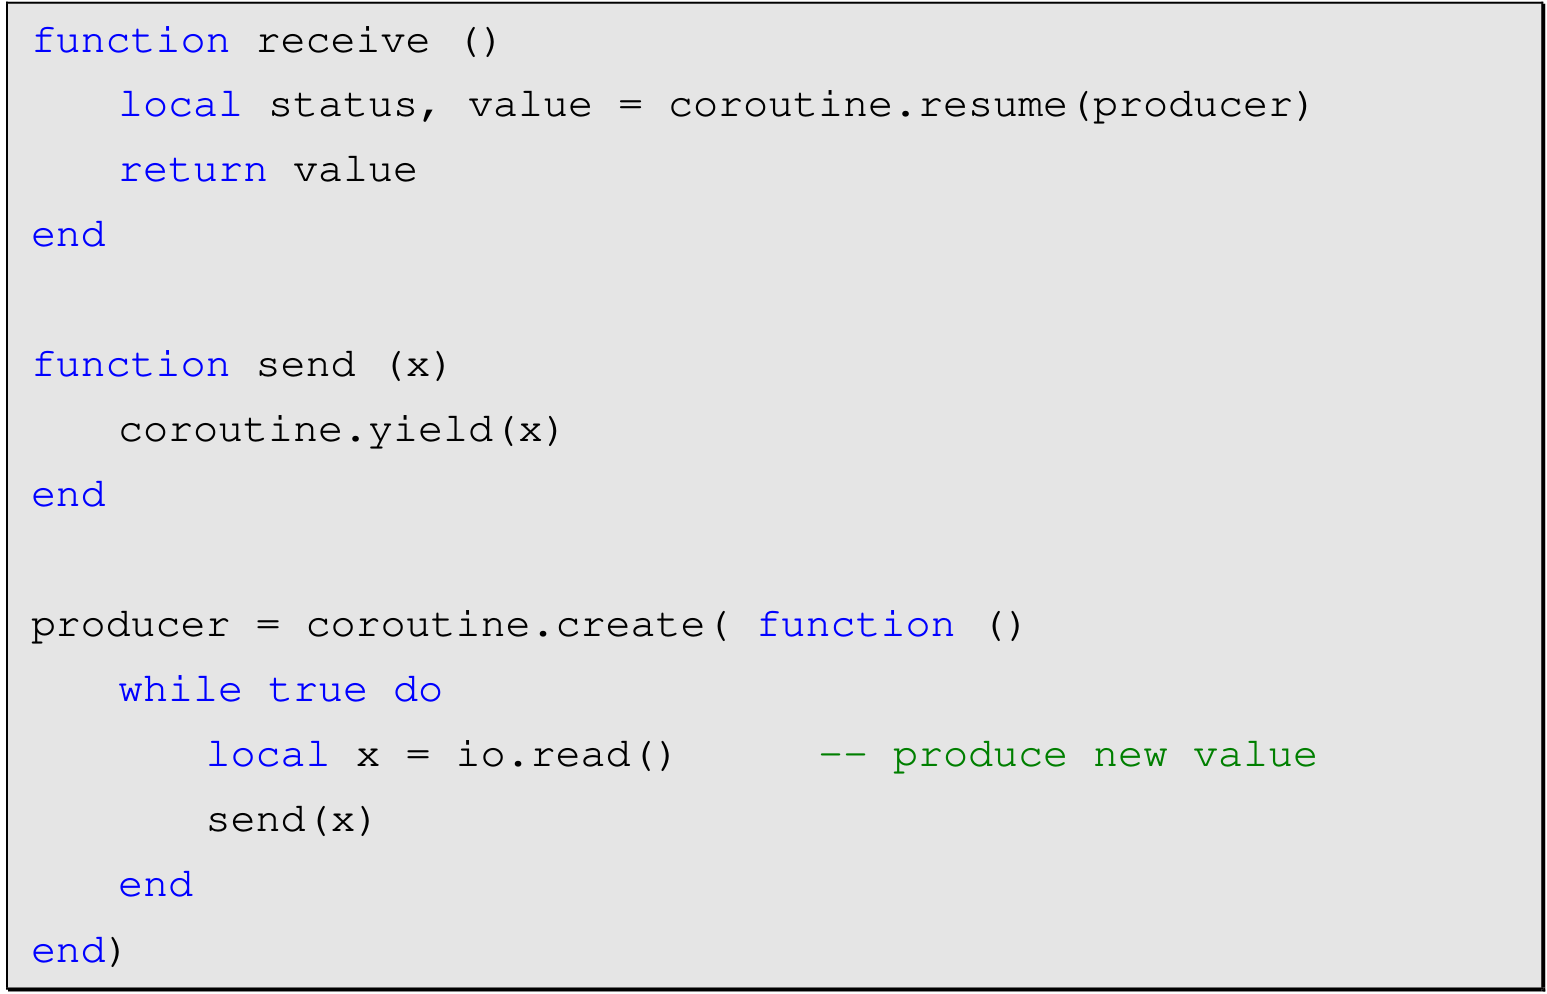 function receive ()
    local status, value = coroutine.resume(producer)
    return value
end

function send (x)
    coroutine.yield(x)
end

producer = coroutine.create( function ()
    while true do
        local x = io.read()      -- produce new value
        send(x)
    end
end)